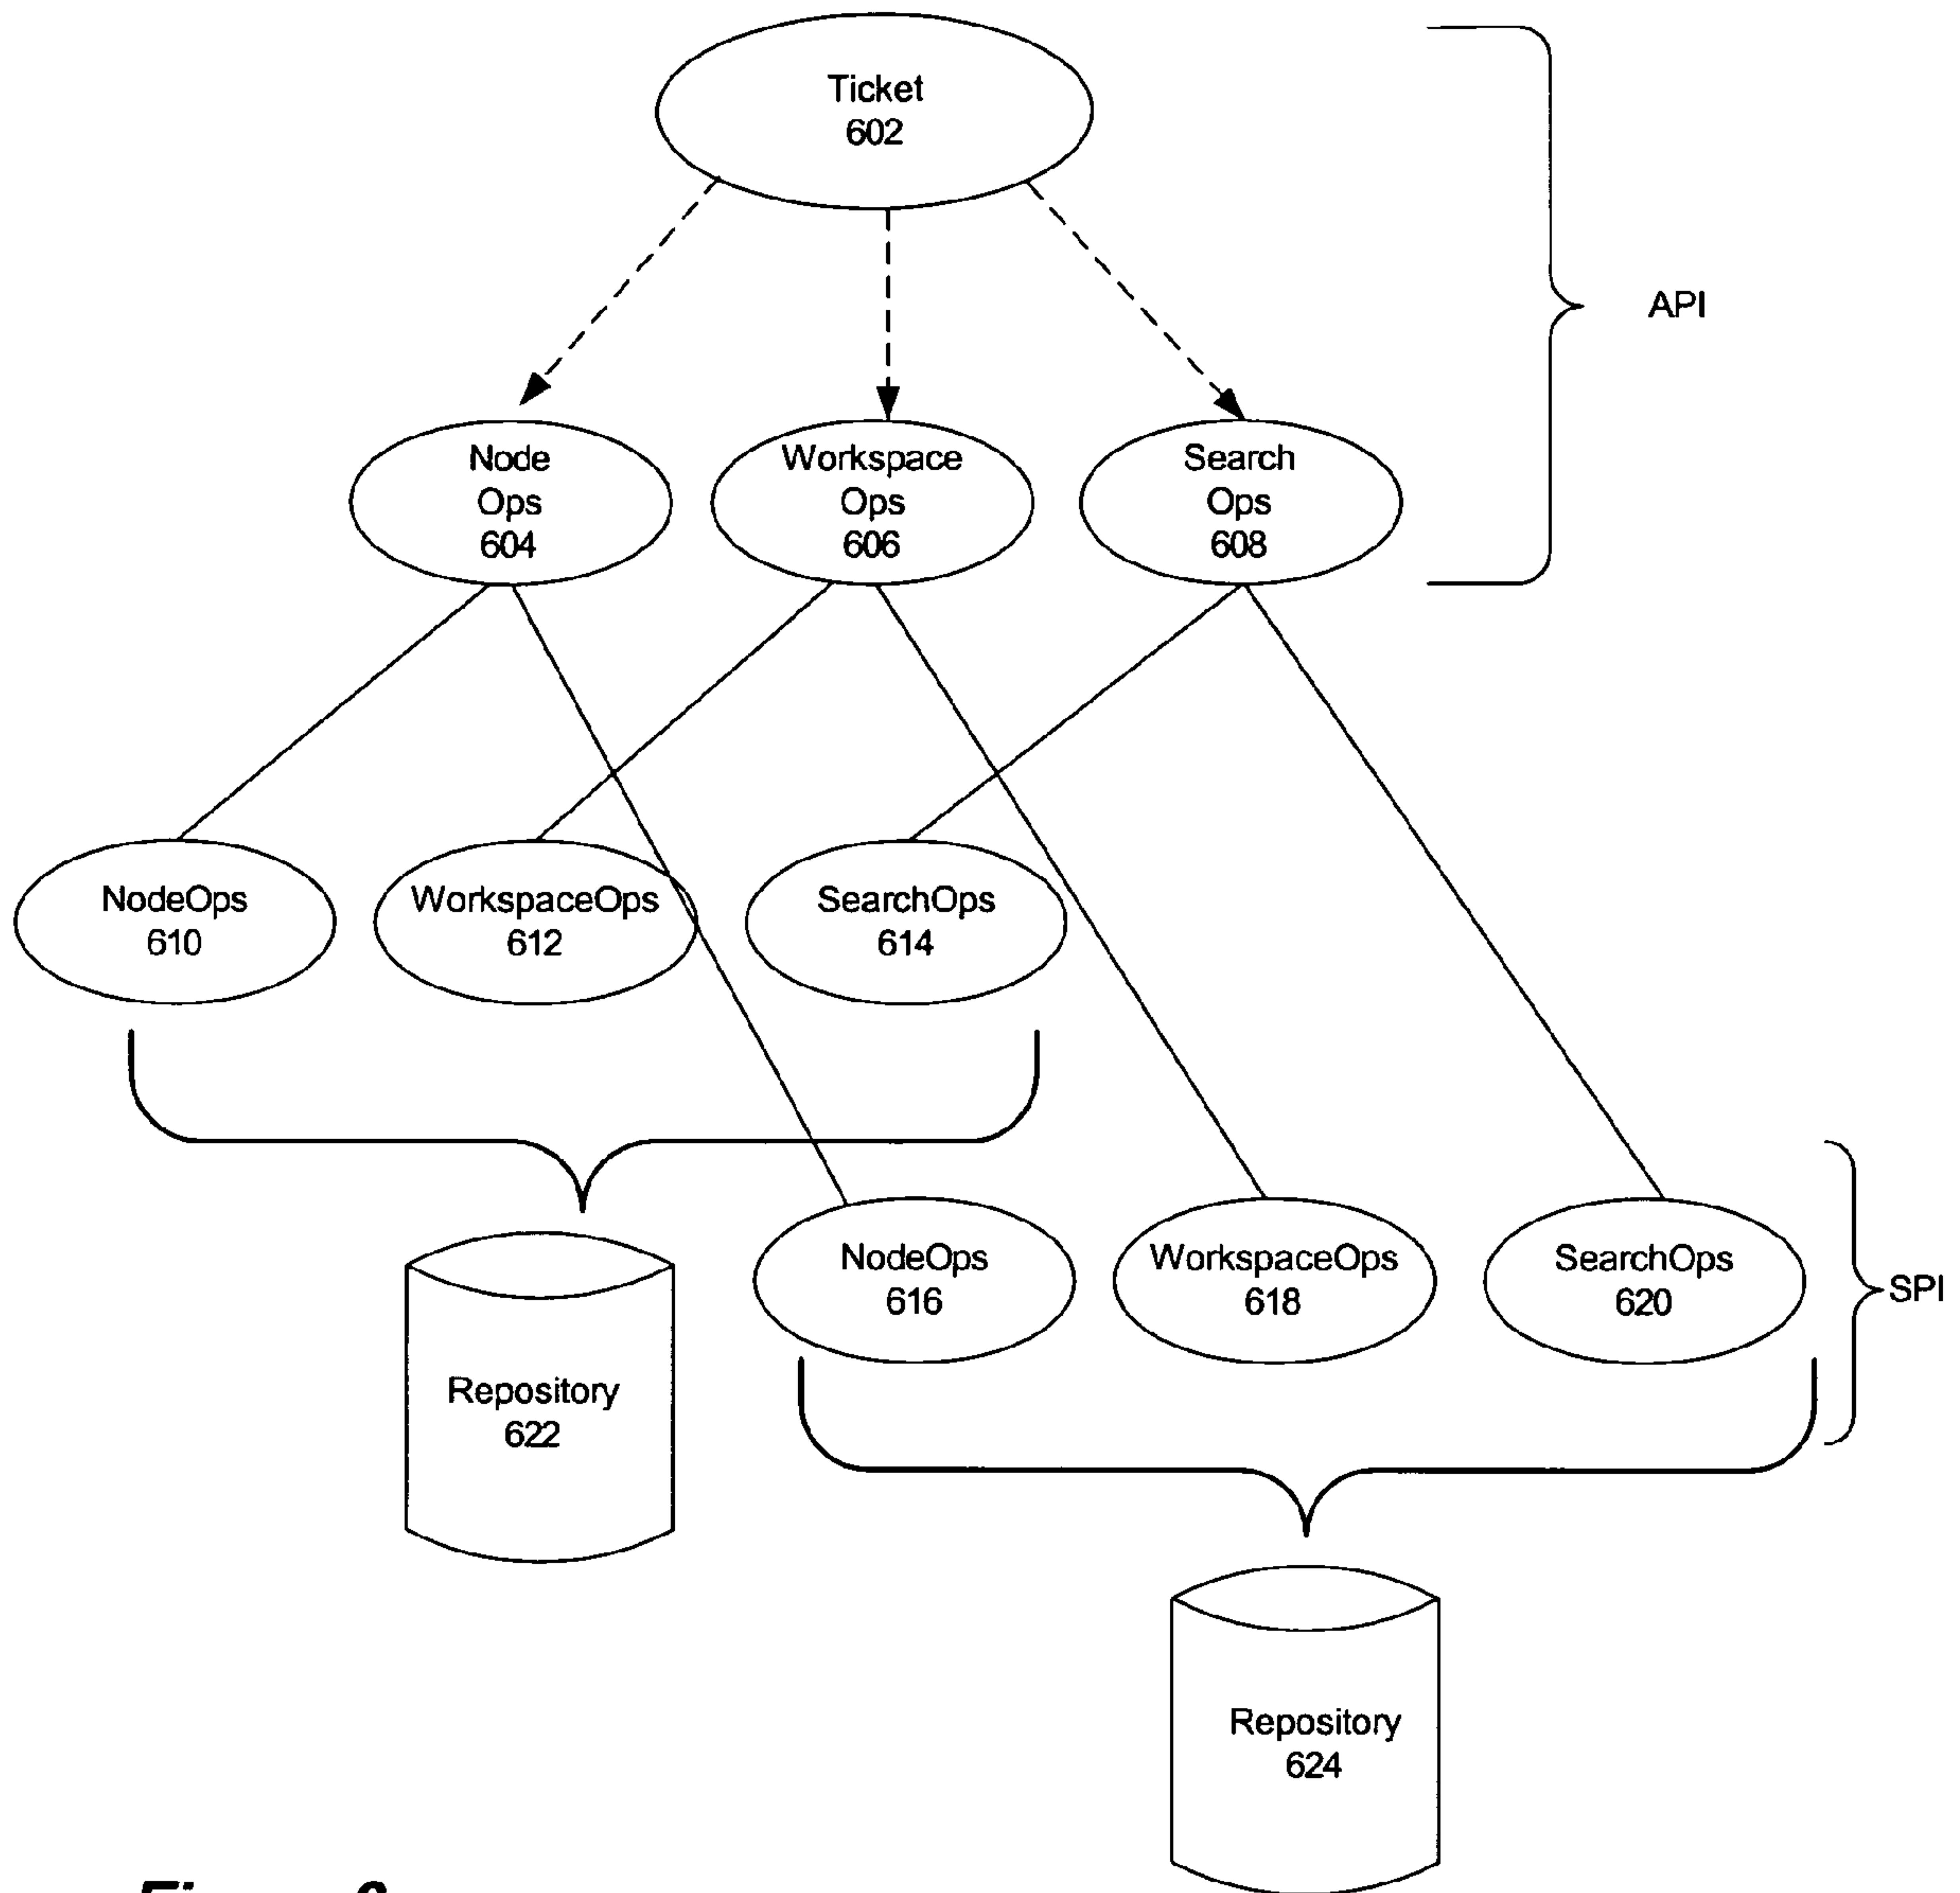 Ticket
602
API
Node
Ops
604
Workspace
Ops
606
Search
Ops
608
NodeOps
610
WorkspaceOps
612
SearchOps
614
NodeOps
616
WorkspaceOps
618
SearchOps
620
SPI
Repository
622
Repository
624